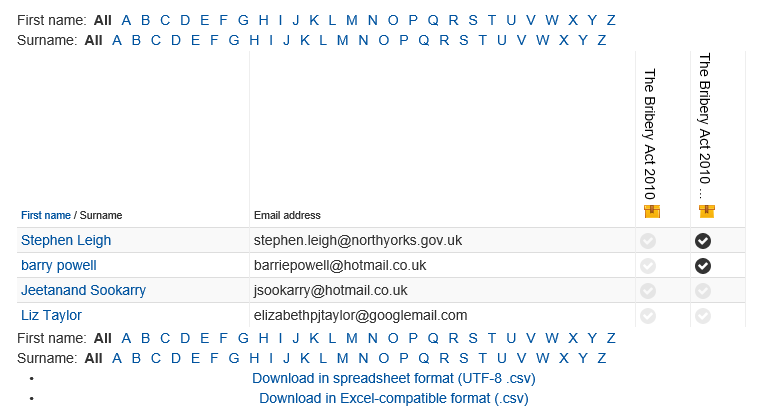 First name: All A B C D E F G H I J K L M N O P Q R S T U V W X Y Z
Surname: All A B C D E F G H I J K L M N O P Q R S T U V W X Y Z
The Bribery Act 2010
The Bribery Act 2010 ...
First name / Surname Email address
Stephen Leigh stephen.leigh@northyorks.gov.uk
barry powell barriepowell@hotmail.co.uk
Jeetanand Sookarry jsookarry@hotmail.co.uk
Liz Taylor elizabethpjtaylor@googlemail.com
First name: All A B C D E F G H I J K L M N O P Q R S T U V W X Y Z
Surname: All A B C D E F G H I J K L M N O P Q R S T U V W X Y Z
• Download in spreadsheet format (UTF-8 .csv)
• Download in Excel-compatible format (.csv)